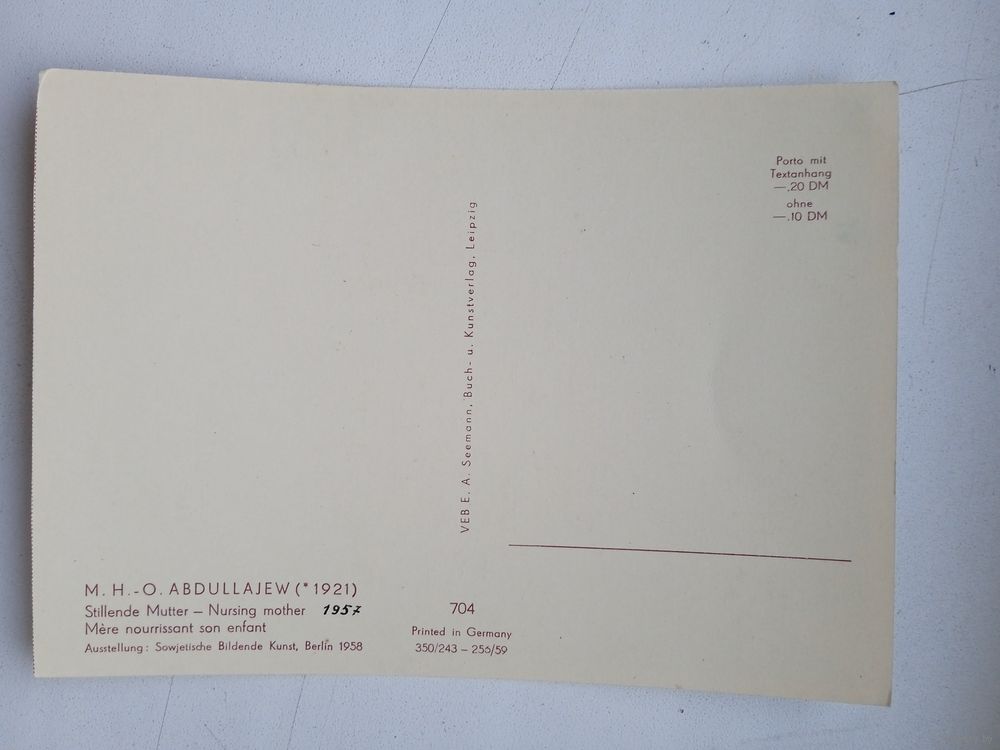 Porto mit
Textanhang
—.20 DM
ohne
—.10 DM
VEB E. A. Seemann, Buch- u. Kunstverlag, Leipzig
M. H.-O. ABDULLAJEW (*1921)
Stillende Mutter – Nursing mother 1957
Mère nourrissant son enfant
Ausstellung: Sowjetische Bildende Kunst, Berlin 1958
704
Printed in Germany
350/243 – 256/59